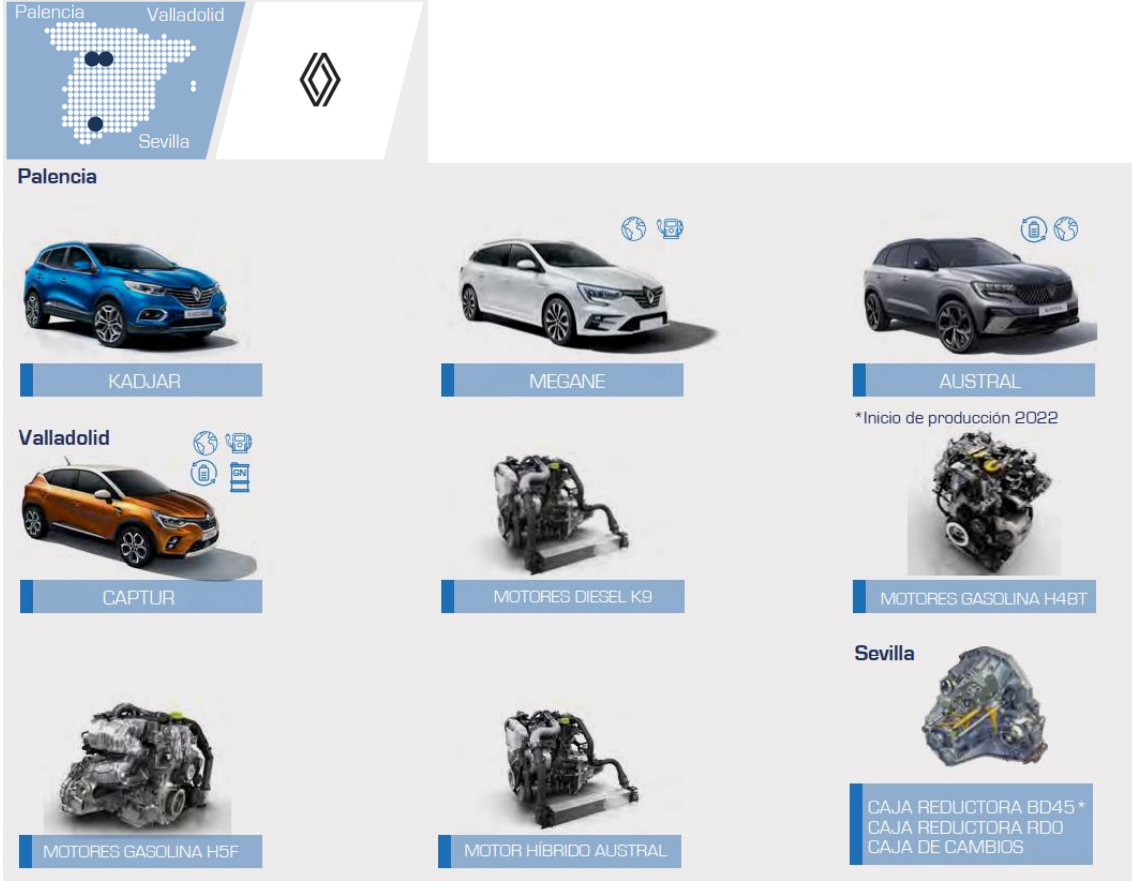 Palencia
Valladolid
Sevilla
Palencia
KADJAR
MEGANE
AUSTRAL
*Inicio de producción 2022
Valladolid
GN
CAPTUR
MOTORES DIESEL K9
MOTORES GASOLINA H4BT
Sevilla
MOTORES GASOLINA H5F
MOTOR HÍBRIDO AUSTRAL
CAJA REDUCTORA BD45*
CAJA REDUCTORA RDO
CAJA DE CAMBIOS